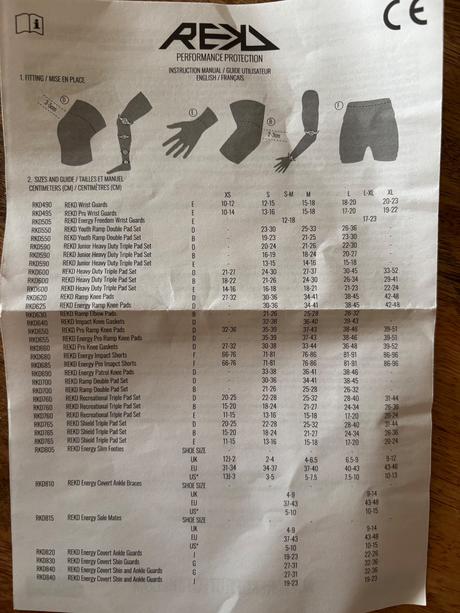 REKD
PERFORMANCE PROTECTION
INSTRUCTION MANUAL / GUIDE UTILISATEUR
ENGLISH / FRANÇAIS
CE
1. FITTING / MISE EN PLACE
D. 2-3cm E. B. 2-3cm F.
2. SIZES AND GUIDE / TAILLES ET MANUEL
CENTIMETERS (CM) / CENTIMÈTRES (CM)
XS S S-M M L L-XL XL
RKD490 REKD Wrist Guards E 10-12 12-15 15-18 18-20 20-23
RKD495 REKD Pro Wrist Guards E 10-14 13-16 15-18 17-20 19-22
RKD505 REKD Energy Freedom Wrist Guards E - - 12-18 - 17-23
RKD550 REKD Youth Ramp Double Pad Set D - 23-30 25-33 26-36 -
RKD550 REKD Youth Ramp Double Pad Set B - 19-23 21-25 23-30 -
RKD590 REKD Junior Heavy Duty Triple Pad Set D - 20-24 21-26 22-30 -
RKD590 REKD Junior Heavy Duty Triple Pad Set B - 16-19 18-24 20-27 -
RKD590 REKD Junior Heavy Duty Triple Pad Set E - 13-15 14-16 15-18 -
RKD600 REKD Heavy Duty Triple Pad Set D 21-27 24-30 27-37 30-45 33-52
RKD600 REKD Heavy Duty Triple Pad Set B 18-22 21-26 24-30 26-34 29-41
RKD600 REKD Heavy Duty Triple Pad Set E 14-16 16-18 18-21 21-23 22-24
RKD620 REKD Ramp Knee Pads D 27-32 30-36 34-41 38-45 42-48
RKD625 REKD Energy Ramp Knee Pads D - 30-36 34-41 38-45 42-48
RKD630 REKD Ramp Elbow Pads B - 21-26 25-28 26-32 -
RKD640 REKD Impact Knee Gaskets D - 32-36 36-40 39-43 -
RKD650 REKD Pro Ramp Knee Pads D 32-36 35-39 37-43 38-46 39-51
RKD655 REKD Energy Pro Ramp Knee Pads D - 35-39 37-43 38-46 39-51
RKD660 REKD Pro Knee Gaskets D 27-32 30-38 33-44 36-48 39-52
RKD680 REKD Energy Impact Shorts F 66-76 71-81 76-86 81-91 86-96
RKD685 REKD Energy Pro Impact Shorts F 66-76 71-81 76-86 81-91 86-96
RKD690 REKD Energy Patrol Knee Pads D - 33-38 36-41 38-46 -
RKD700 REKD Ramp Double Pad Set D - 30-36 34-41 38-45 -
RKD700 REKD Ramp Double Pad Set B - 21-26 25-28 26-32 -
RKD760 REKD Recreational Triple Pad Set D 20-25 22-28 25-32 28-40 31-44
RKD760 REKD Recreational Triple Pad Set B 15-20 18-24 21-27 24-34 26-36
RKD760 REKD Recreational Triple Pad Set E 11-15 13-16 15-18 17-20 20-24
RKD765 REKD Shield Triple Pad Set D 20-25 22-28 25-32 28-40 31-44
RKD765 REKD Shield Triple Pad Set B 15-20 18-24 21-27 24-34 26-36
RKD765 REKD Shield Triple Pad Set E 11-15 13-16 15-18 17-20 20-24
RKD805 REKD Energy Slim Footies SHOE SIZE
UK 12J-2 2-4 4-6.5 6.5-9 9-12
EU 31-34 34-37 37-40 40-43 43-46
US* 13J-3 3-5 5-7.5 7.5-10 10-13
RKD810 REKD Energy Covert Ankle Braces SHOE SIZE
UK 4-9 9-14
EU 37-43 43-48
US* 5-10 10-15
RKD815 REKD Energy Sole Mates SHOE SIZE
UK 4-9 9-14
EU 37-43 43-48
US* 5-10 10-15
RKD820 REKD Energy Covert Ankle Guards J 19-23 22-26
RKD830 REKD Energy Covert Shin Guards G 27-31 32-36
RKD840 REKD Energy Covert Shin and Ankle Guards G 27-31 32-36
RKD840 REKD Energy Covert Shin and Ankle Guards J 19-23 19-23